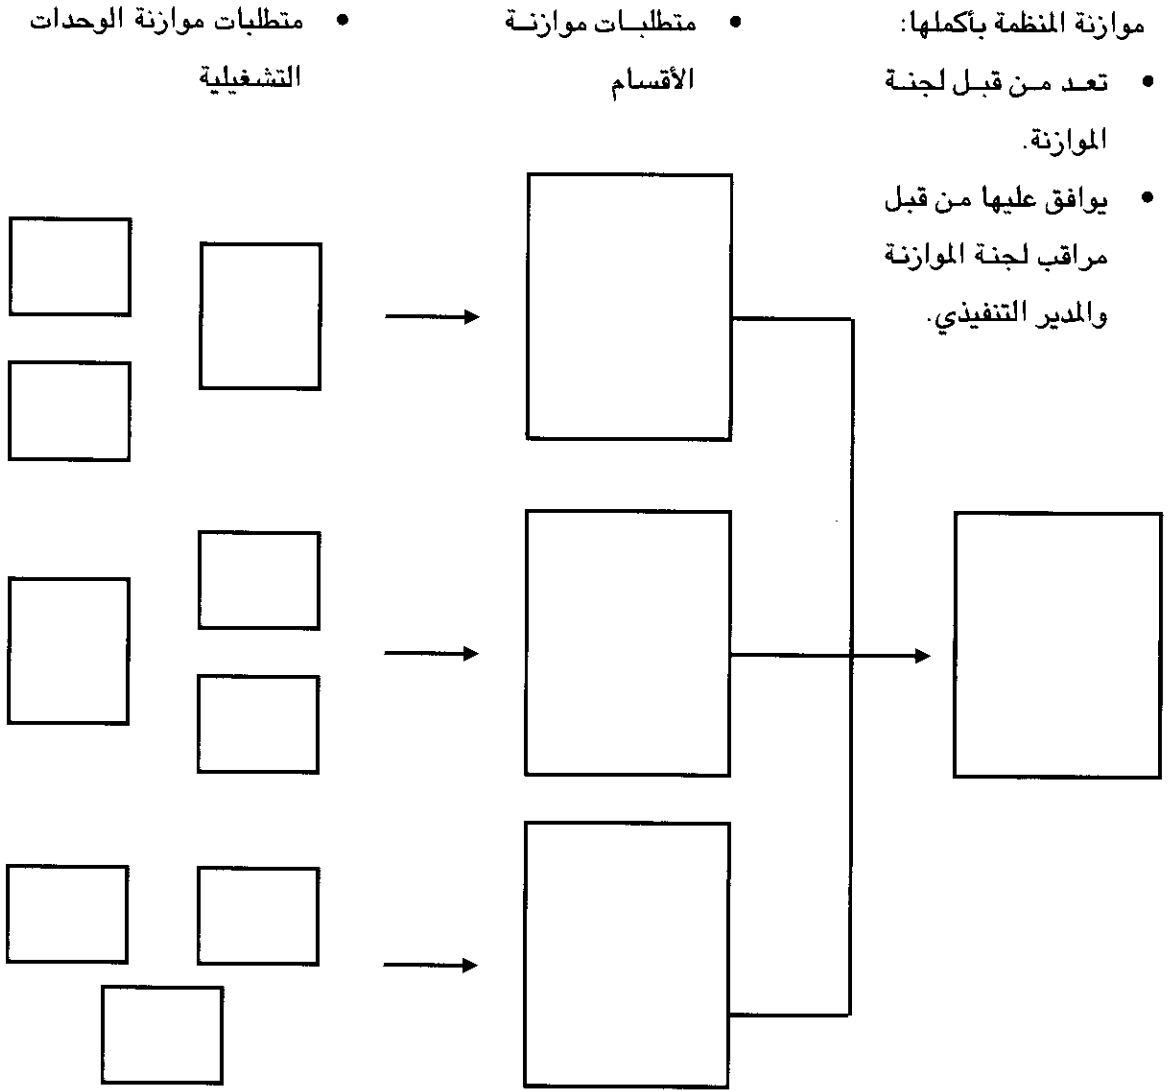 موازنة المنظمة بأكملها:
• تعد من قبل لجنة
الموازنة.
• يوافق عليها من قبل
مراقب لجنة الموازنة
والمدير التنفيذي.
• متطلبات موازنة
الأقسام
• متطلبات موازنة الوحدات
التشغيلية